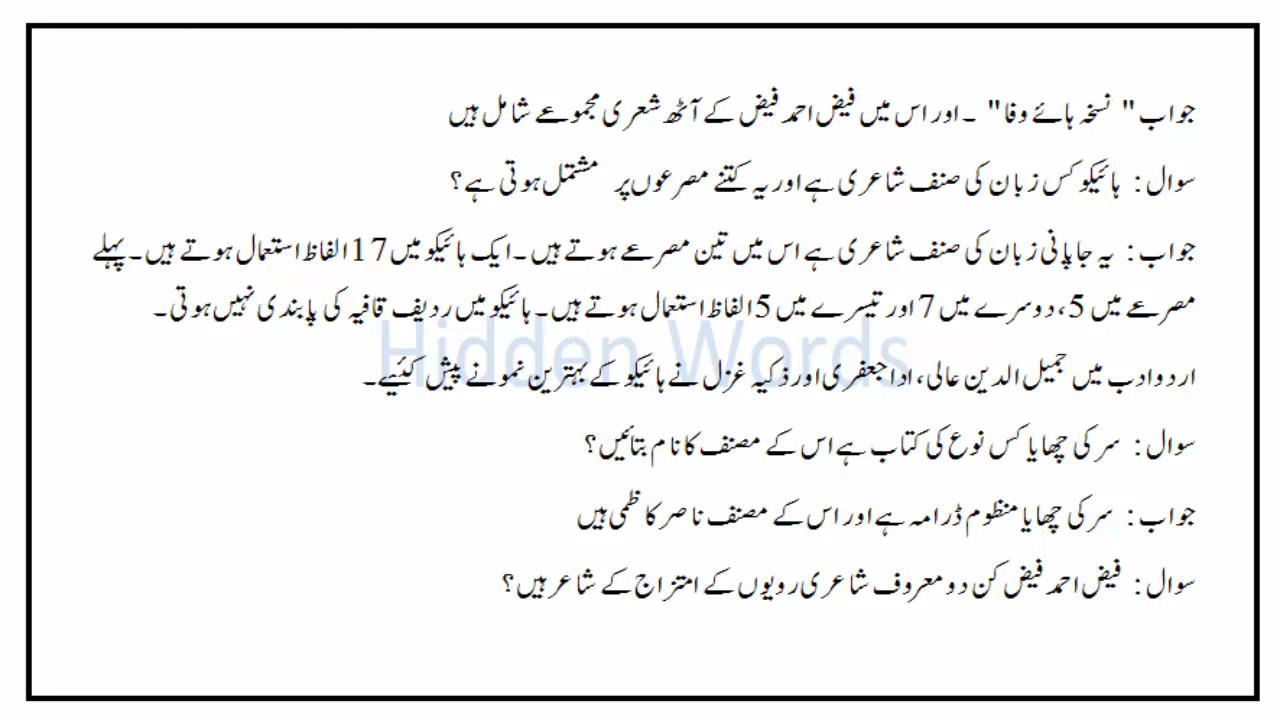 جواب " نسخہ ہائے وفا" ۔اور اس میں فیض احمد فیض کے آٹھ شعری مجموعے شامل ہیں
سوال : ہائیکو کس زبان کی صنف شاعری ہے اور یہ کتنے مصرعوں پر مشتمل ہوتی ہے؟
جواب : یہ جاپانی زبان کی صنف شاعری ہے اس میں تین مصرعے ہوتے ہیں۔ایک ہائیکو میں 17 الفاظ استعمال ہوتے ہیں۔پہلے
مصرعے میں 5، دوسرے میں 7 اور تیسرے میں 5 الفاظ استعمال ہوتے ہیں۔ہائیکو میں ردیف قافیہ کی پابندی نہیں ہوتی۔
Hidden Words
اردو ادب میں جمیل الدین عالی، ادا جعفری اور ذکیہ غزل نے ہائیکو کے بہترین نمونے پیش کئیے۔
سوال : سر کی چھایا کس نوع کی کتاب ہے اس کے مصنف کا نام بتائیں؟
جواب : سر کی چھایا منظوم ڈرامہ ہے اور اس کے مصنف ناصر کاظمی ہیں
سوال : فیض احمد فیض کن دو معروف شاعری رویوں کے امتزاج کے شاعر ہیں؟